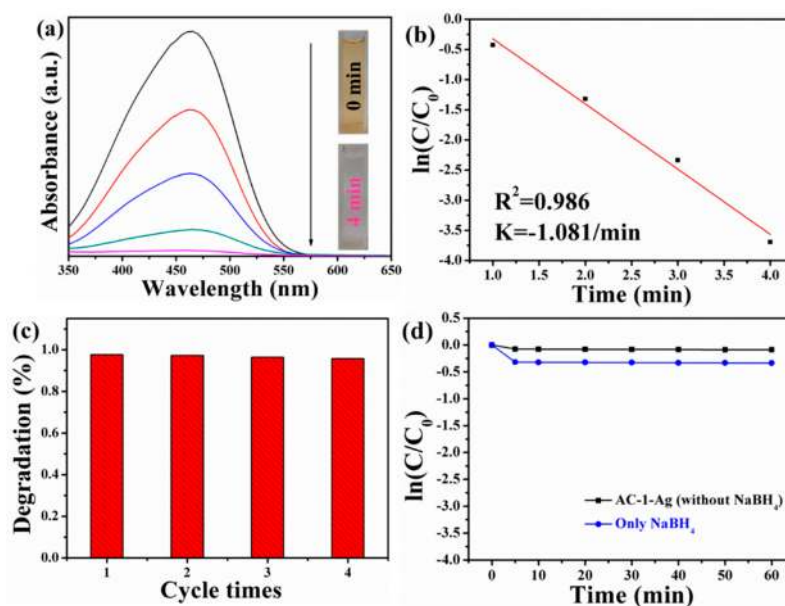 (a)
Absorbance (a.u.)
0 min
4 min
350 400 450 500 550 600 650
Wavelength (nm)
(b)
ln(C/C0)
0.0
-0.5
-1.0
-1.5
-2.0
-2.5
-3.0
-3.5
-4.0
R2=0.986
K=-1.081/min
1.0 1.5 2.0 2.5 3.0 3.5 4.0
Time (min)
(c)
Degradation (%)
1.0
0.8
0.6
0.4
0.2
0.0
1 2 3 4
Cycle times
(d)
ln(C/C0)
0.5
0.0
-0.5
-1.0
-1.5
-2.0
-2.5
-3.0
-3.5
-4.0
AC-1-Ag (without NaBH4)
Only NaBH4
0 10 20 30 40 50 60
Time (min)